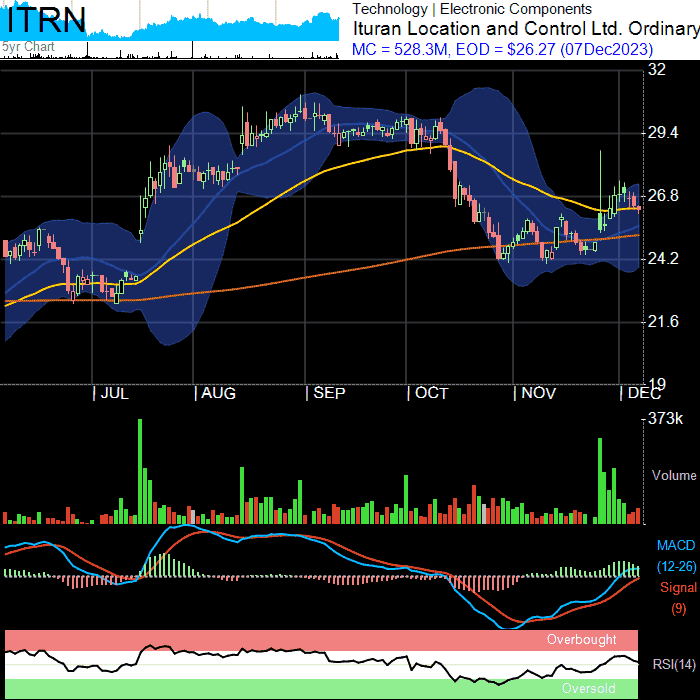 ITRN
5yr Chart
Technology | Electronic Components
Ituran Location and Control Ltd. Ordinary
MC = 528.3M, EOD = $26.27 (07Dec2023)
32
29.4
26.8
24.2
21.6
19
JUL
AUG
SEP
OCT
NOV
DEC
373k
Volume
MACD
(12-26)
Signal
(9)
Overbought
RSI(14)
Oversold